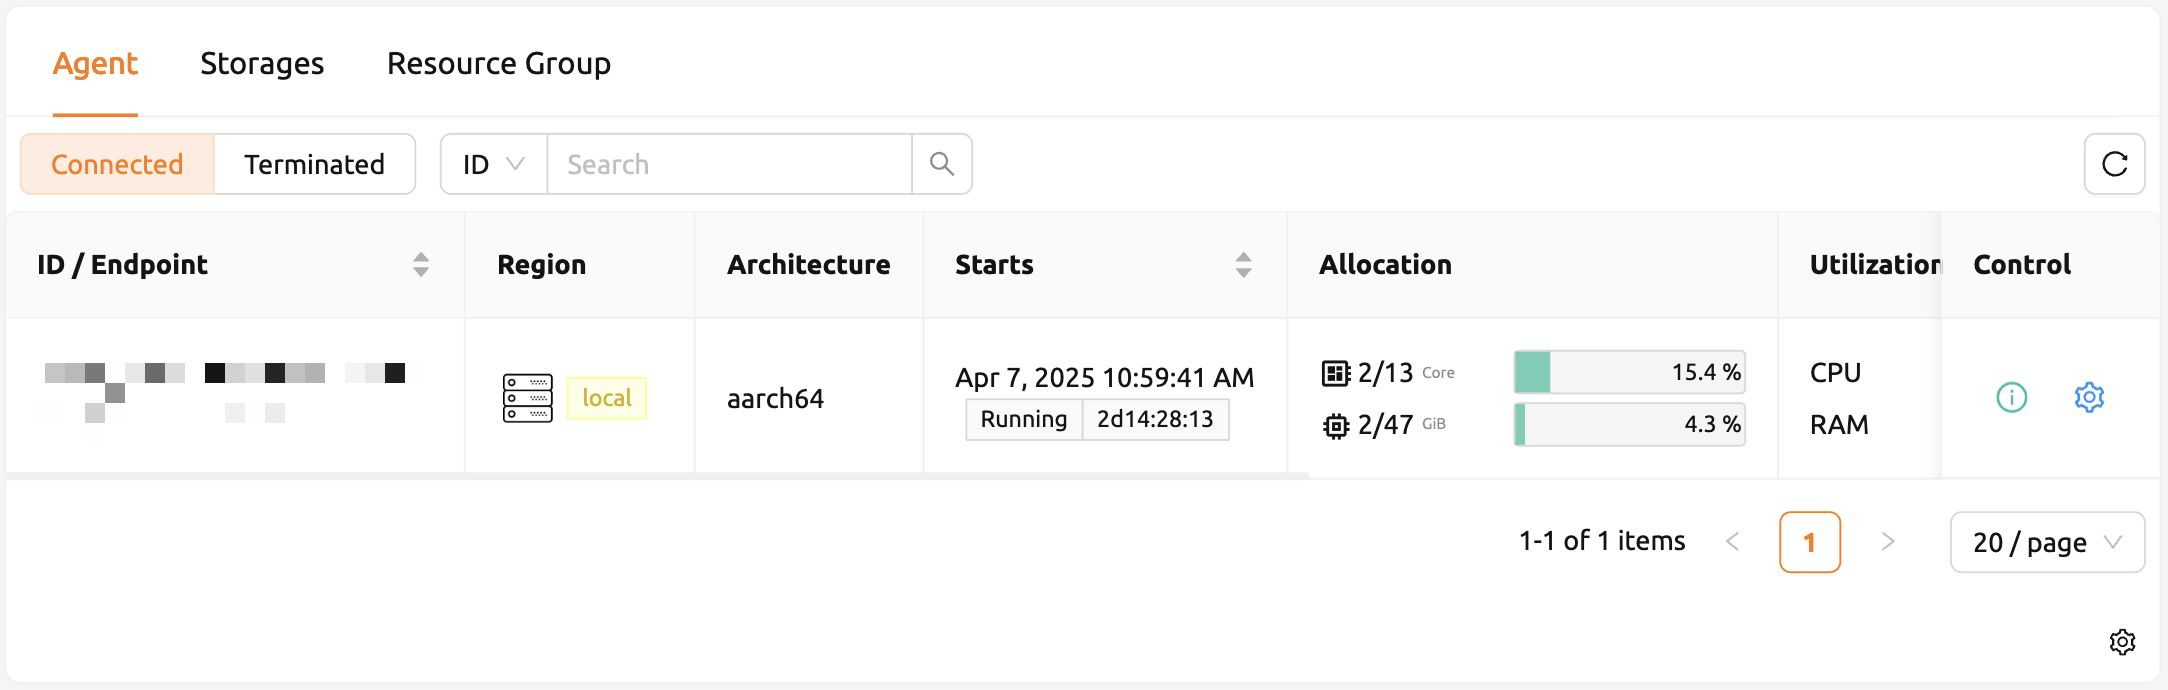 Agent Storages Resource Group
Connected Terminated ID Search
ID / Endpoint Region Architecture Starts Allocation Utilization Control
local aarch64 Apr 7, 2025 10:59:41 AM
Running 2d14:28:13
2/13 Core 15.4 % CPU
2/47 GiB 4.3 % RAM
1-1 of 1 items 1 20 / page